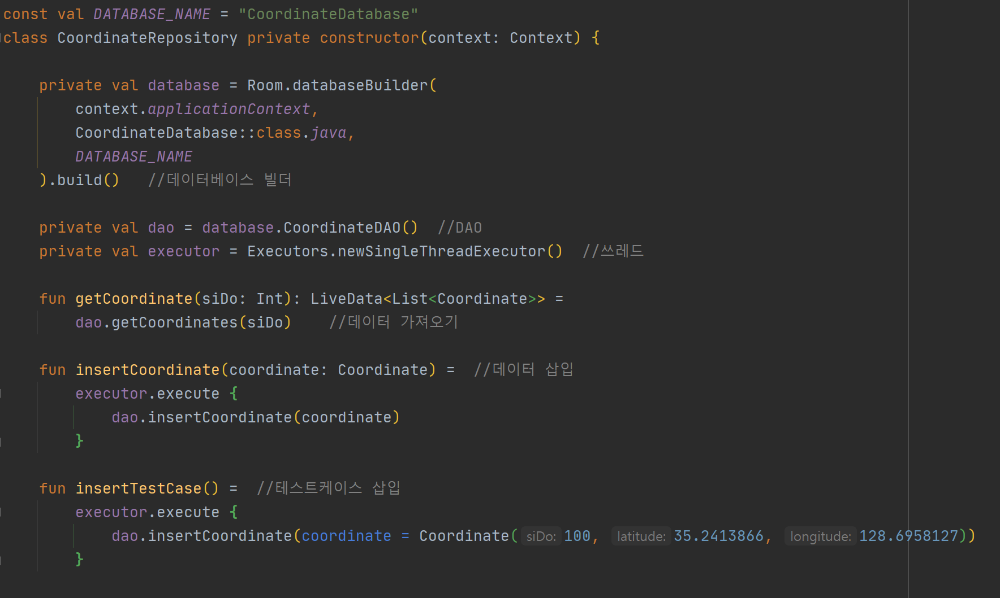 const val DATABASE_NAME = "CoordinateDatabase"
class CoordinateRepository private constructor(context: Context) {
private val database = Room.databaseBuilder(
context.applicationContext,
CoordinateDatabase::class.java,
DATABASE_NAME
).build() //데이터베이스 빌더
private val dao = database.CoordinateDAO() //DAO
private val executor = Executors.newSingleThreadExecutor() //쓰레드
fun getCoordinate(siDo: Int): LiveData<List<Coordinate>> =
dao.getCoordinates(siDo) //데이터 가져오기
fun insertCoordinate(coordinate: Coordinate) = //데이터 삽입
executor.execute {
dao.insertCoordinate(coordinate)
}
fun insertTestCase() = //테스트케이스 삽입
executor.execute {
dao.insertCoordinate(coordinate = Coordinate( siDo: 100, latitude: 35.2413866, longitude: 128.6958127))
}